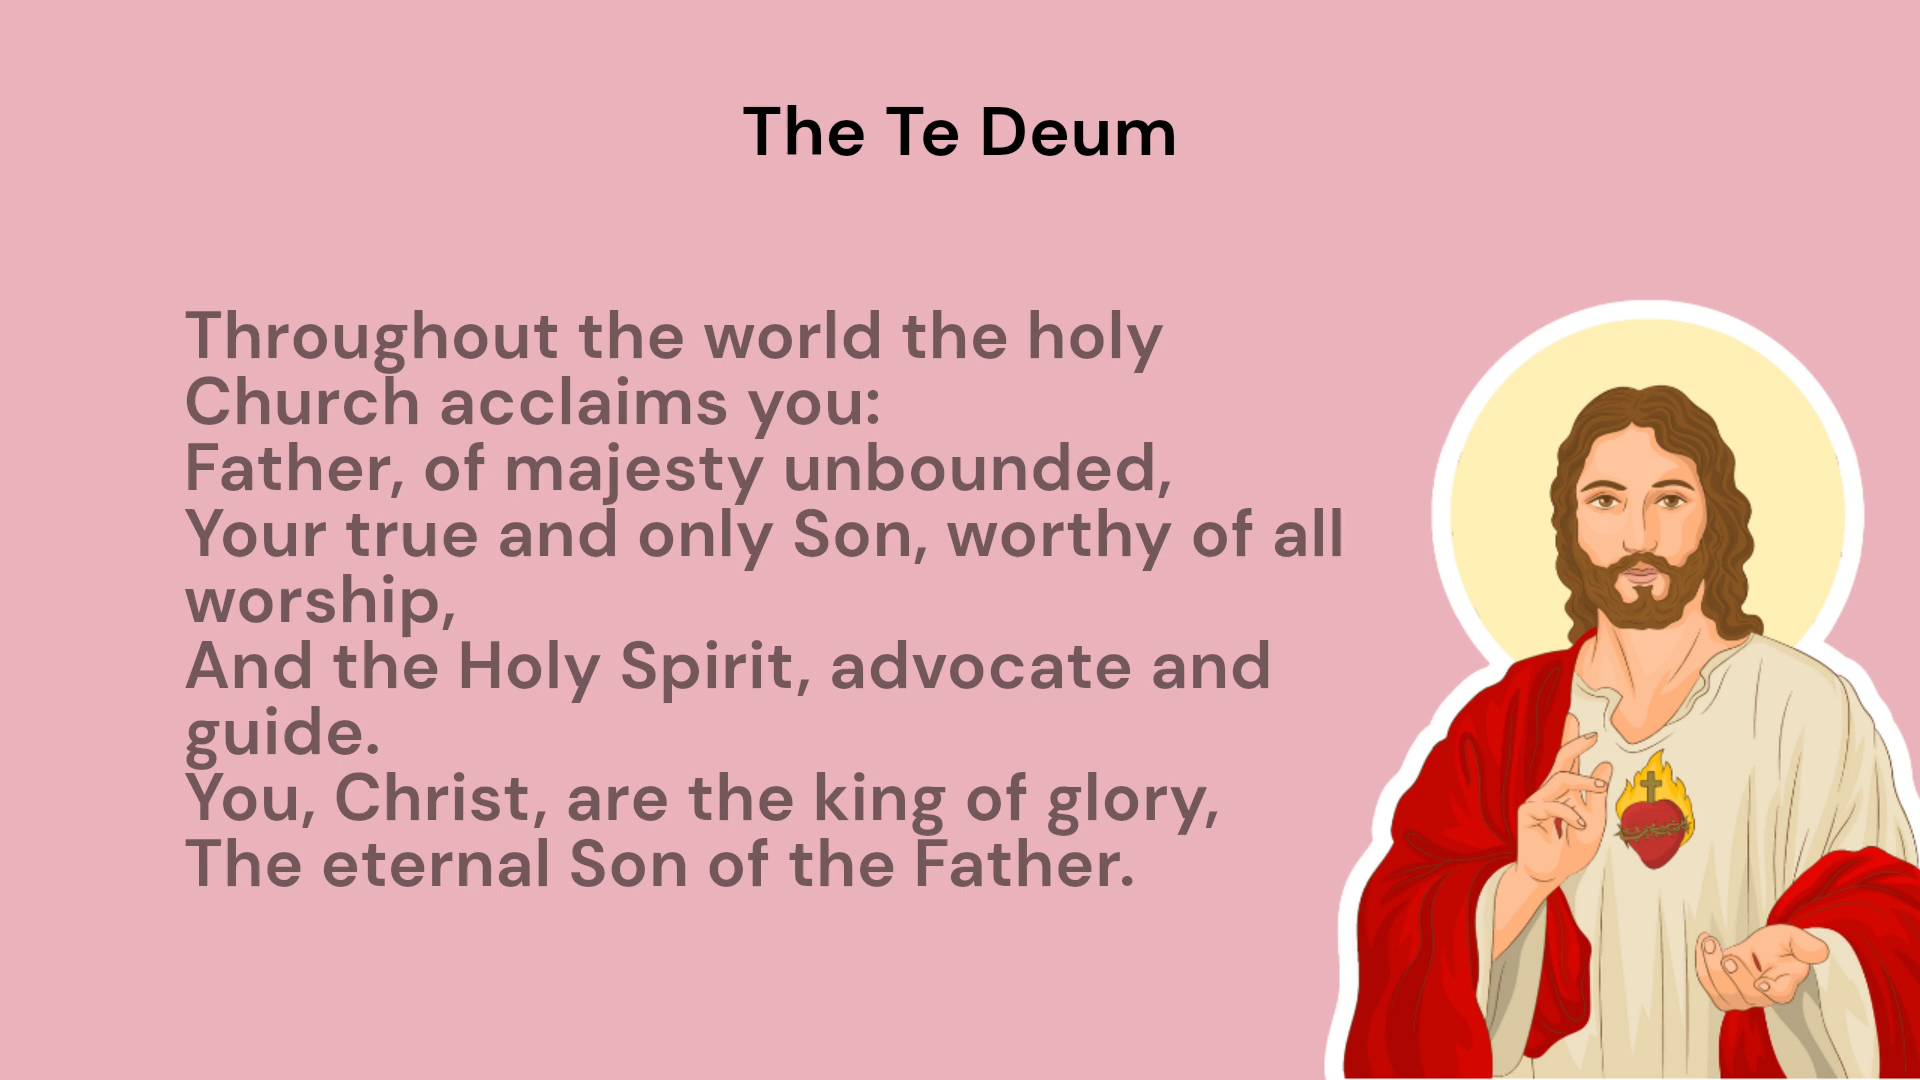 The Te Deum
Throughout the world the holy
Church acclaims you:
Father, of majesty unbounded,
Your true and only Son, worthy of all
worship,
And the Holy Spirit, advocate and
guide.
You, Christ, are the king of glory,
The eternal Son of the Father.